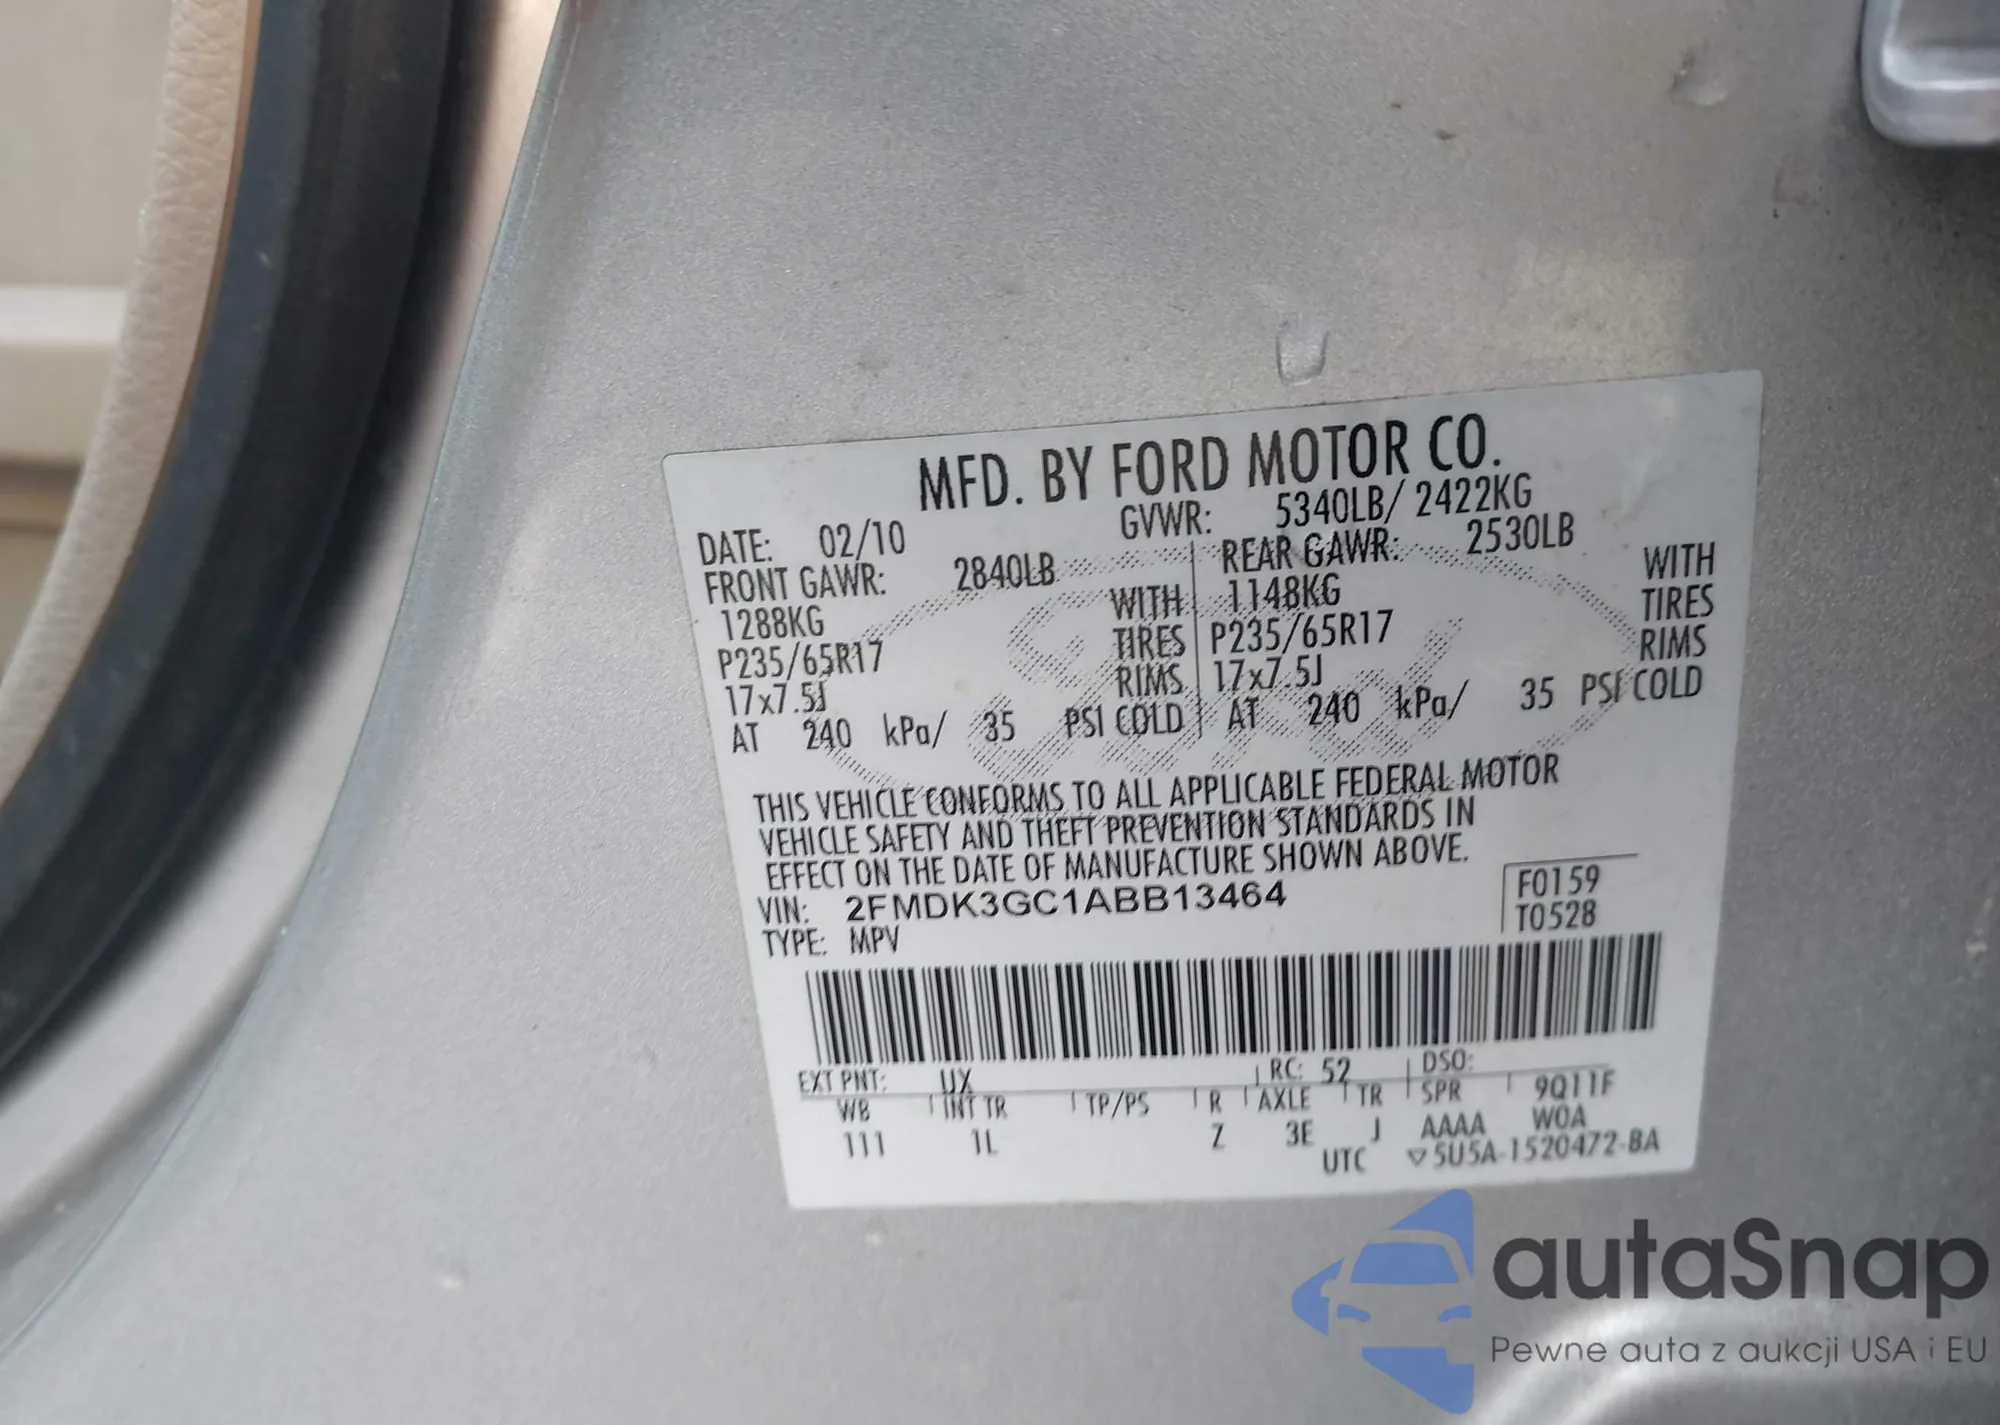 MFD. BY FORD MOTOR CO.
DATE: 02/10 GVWR: 5340LB/ 2422KG
FRONT GAWR: 2840LB REAR GAWR: 2530LB
1288KG WITH 1148KG WITH
P235/65R17 TIRES P235/65R17 TIRES
17x7.5J RIMS 17x7.5J RIMS
AT 240 kPa/ 35 PSI COLD AT 240 kPa/ 35 PSI COLD
THIS VEHICLE CONFORMS TO ALL APPLICABLE FEDERAL MOTOR
VEHICLE SAFETY AND THEFT PREVENTION STANDARDS IN
EFFECT ON THE DATE OF MANUFACTURE SHOWN ABOVE.
VIN: 2FMDK3GC1ABB13464 F0159
TYPE: MPV T0528
EXT PNT: UX RC: 52 DSO:
WB INT TR TP/PS R AXLE TR SPR 9Q11F
111 1L Z 3E J AAAA WOA
UTC ▽5U5A-1520472-BA
autaSnap
Pewne auta z aukcji USA i EU